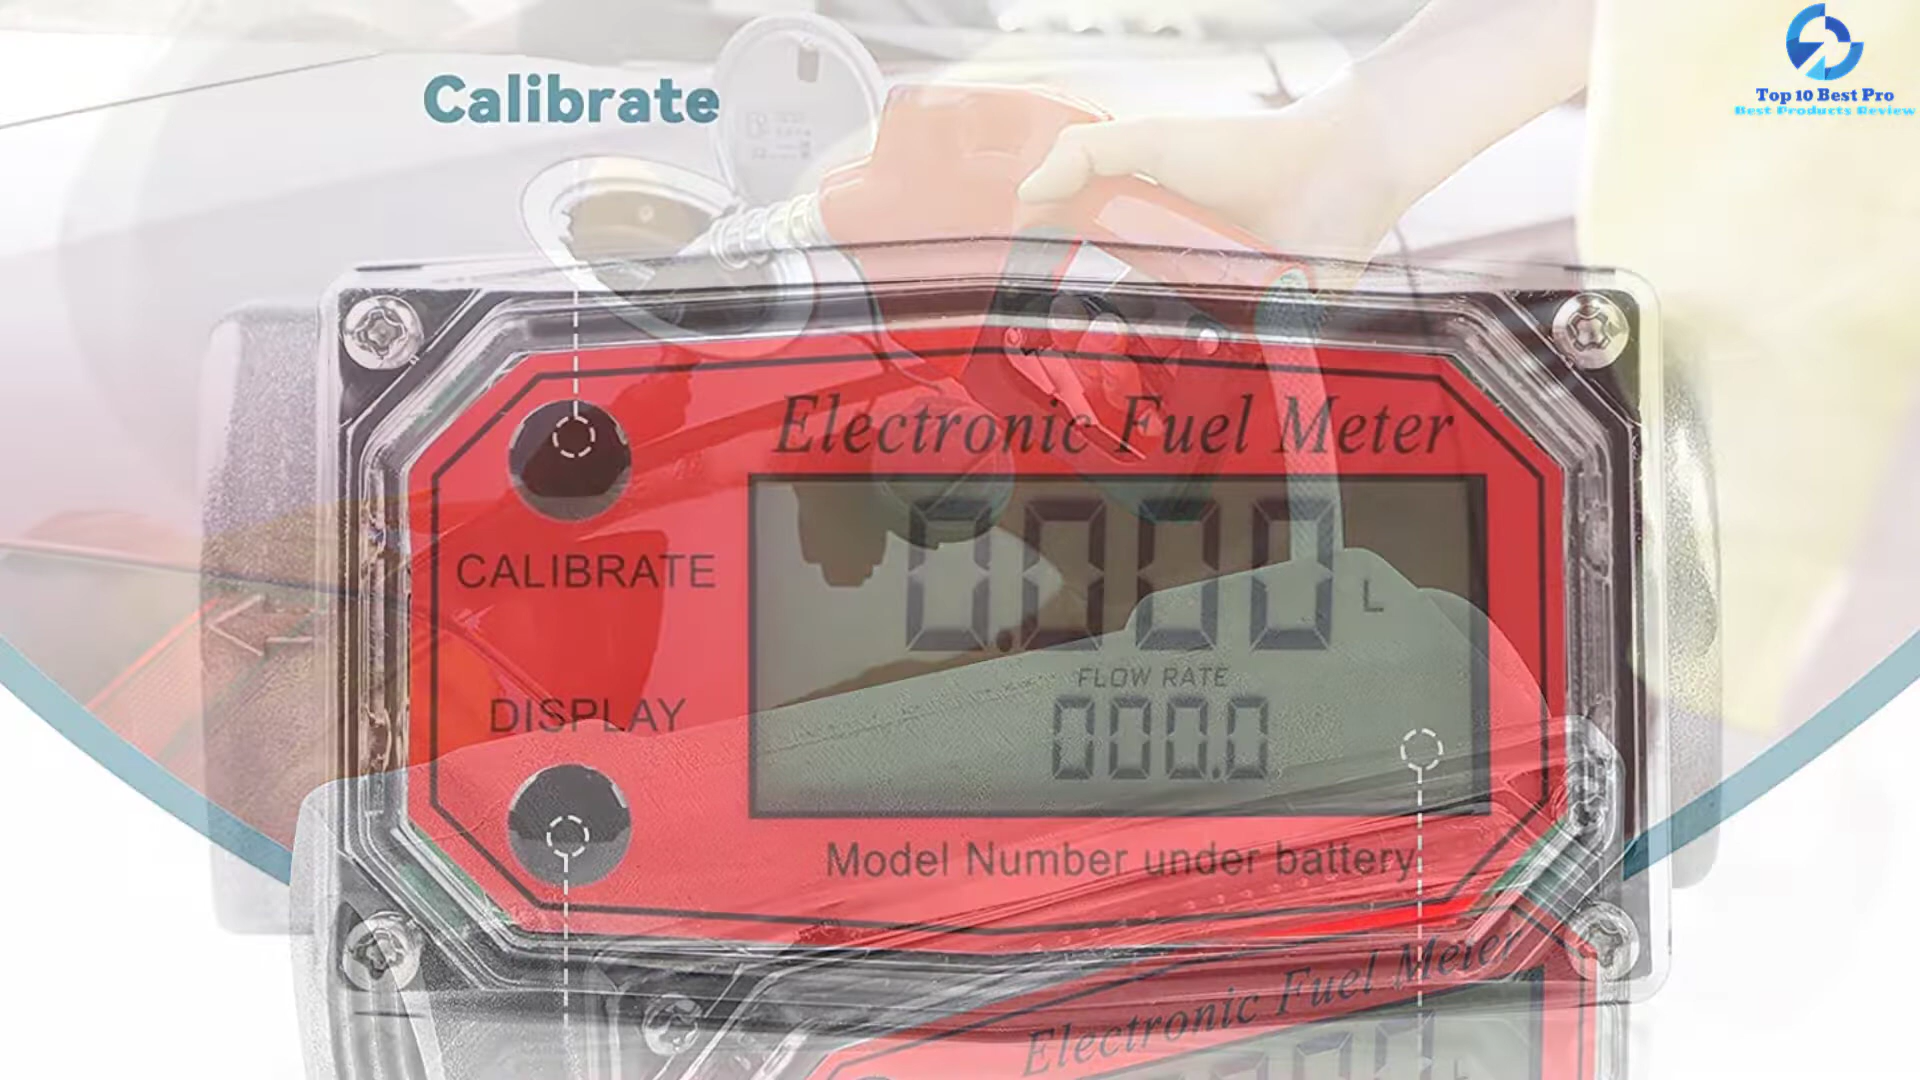 Calibrate
Top 10 Best Pro
Best Products Review
Electronic Fuel Meter
0.000 L
CALIBRATE
FLOW RATE
000.0
DISPLAY
Model Number under battery
Electronic Fuel Meter